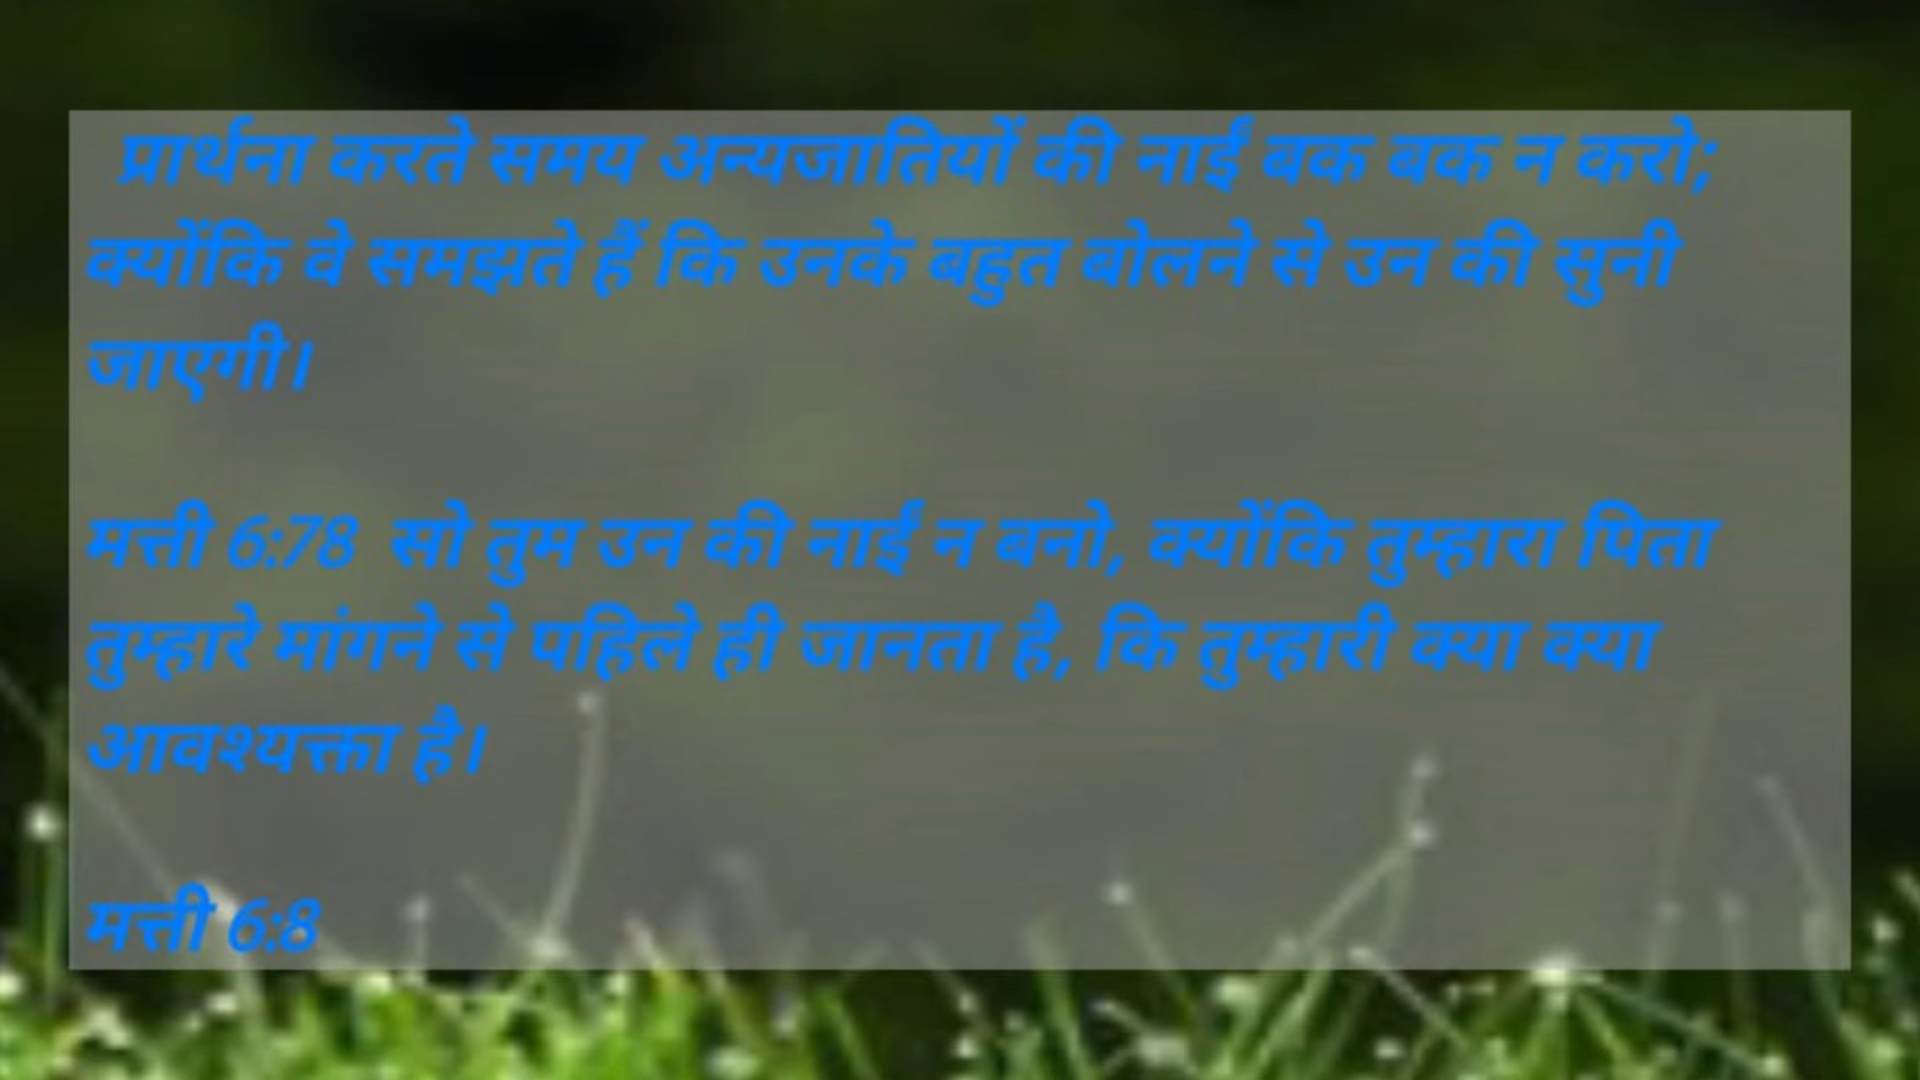 प्रार्थना करते समय अन्यजातियों की नाईं बक बक न करो;
क्योंकि वे समझते हैं कि उनके बहुत बोलने से उन की सुनी
जाएगी।
मत्ती 6:78 सो तुम उन की नाईं न बनो, क्योंकि तुम्हारा पिता
तुम्हारे मांगने से पहिले ही जानता है, कि तुम्हारी क्या क्या
आवश्यक्ता है।
मत्ती 6:8